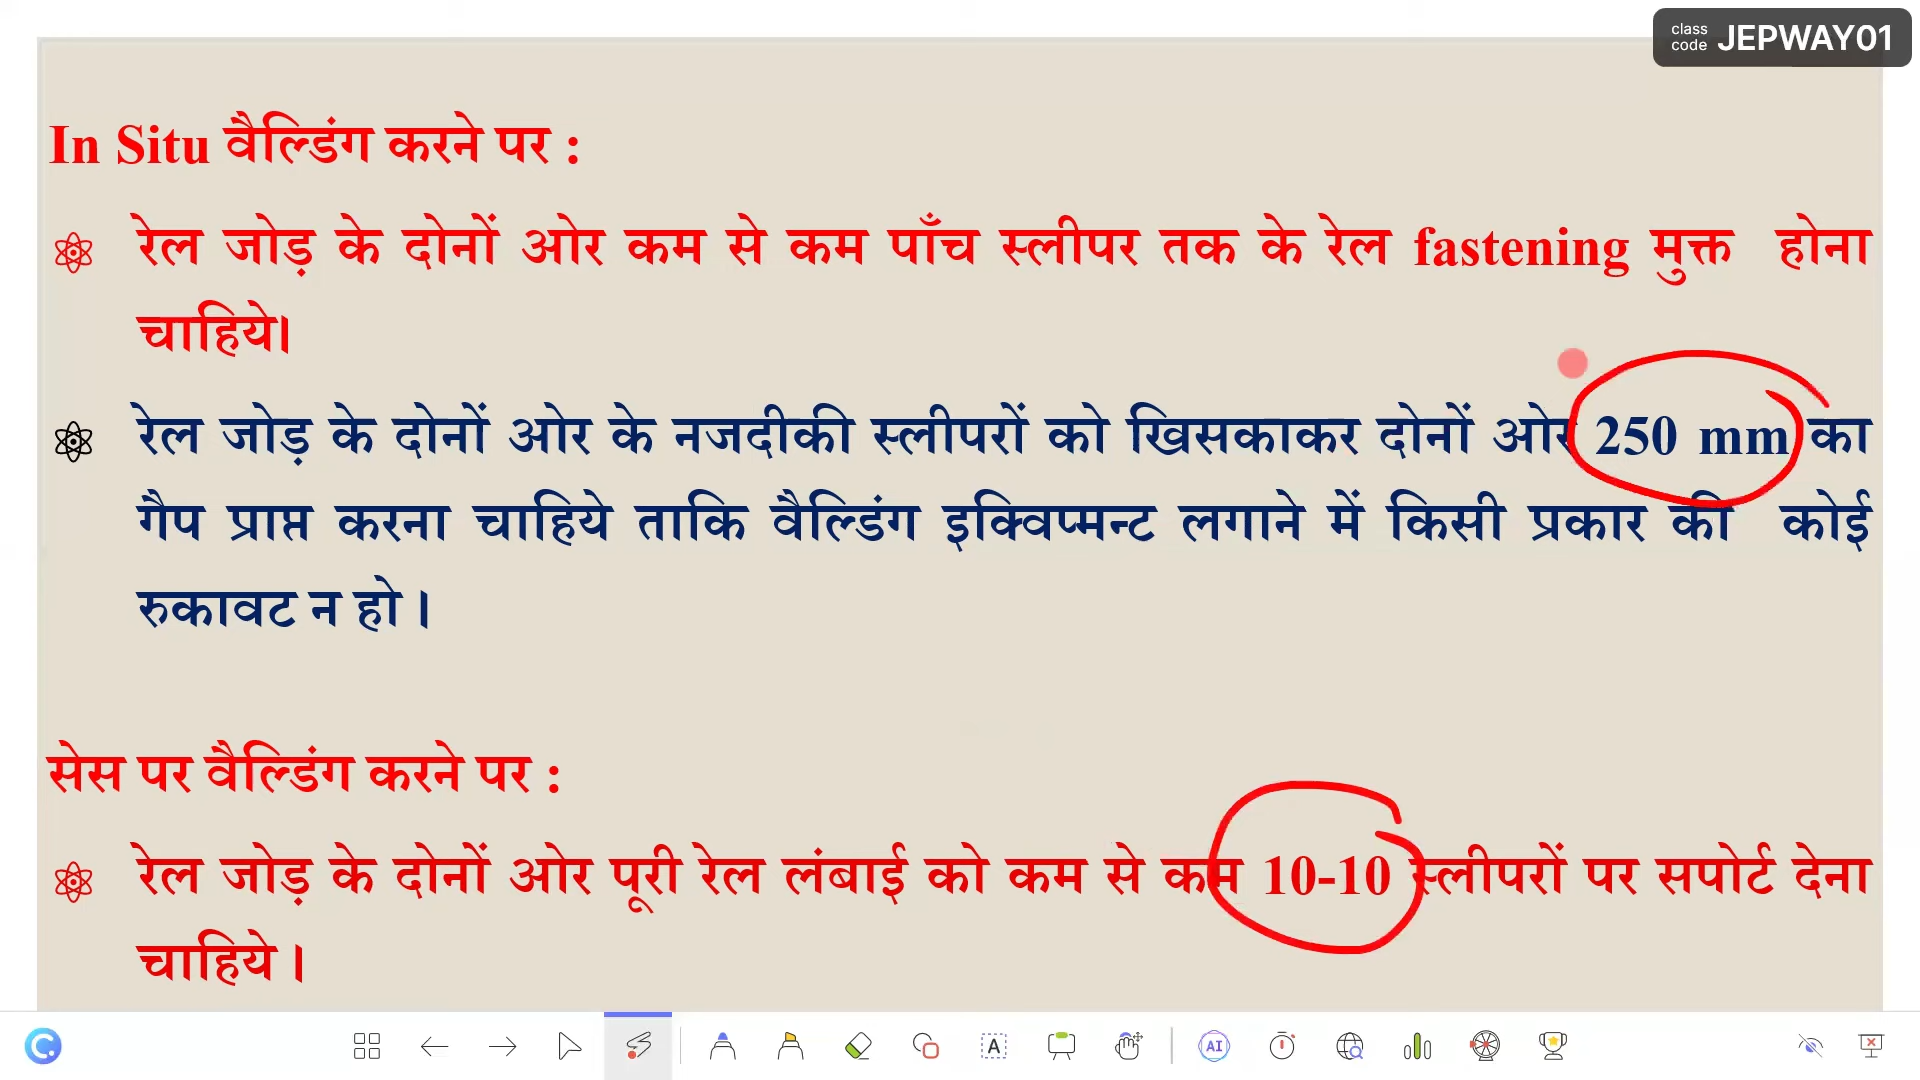 class
code JEPWAY01
In Situ वैल्डिंग करने पर :
रेल जोड़ के दोनों ओर कम से कम पाँच स्लीपर तक के रेल fastening मुक्त होना
चाहिये।
रेल जोड़ के दोनों ओर के नजदीकी स्लीपरों को खिसकाकर दोनों ओर 250 mm का
गैप प्राप्त करना चाहिये ताकि वैल्डिंग इक्विप्मन्ट लगाने में किसी प्रकार की कोई
रुकावट न हो ।
सेस पर वैल्डिंग करने पर :
रेल जोड़ के दोनों ओर पूरी रेल लंबाई को कम से कम 10-10 स्लीपरों पर सपोर्ट देना
चाहिये ।
A AI